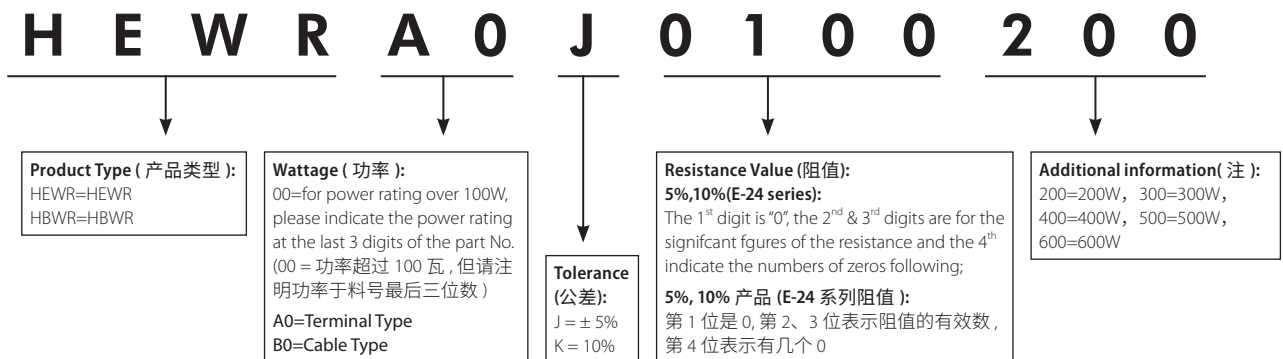 H E W R A 0 J 0 1 0 0 2 0 0
Product Type ( 产品类型 ):
HEWR=HEWR
HBWR=HBWR
Wattage ( 功率 ):
00=for power rating over 100W,
please indicate the power rating
at the last 3 digits of the part No.
(00 = 功率超过 100 瓦 , 但请注
明功率于料号最后三位数 )
A0=Terminal Type
B0=Cable Type
Tolerance
(公差):
J = ± 5%
K = 10%
Resistance Value (阻值):
5%,10%(E-24 series):
The 1st digit is "0", the 2nd & 3rd digits are for the
signifcant fgures of the resistance and the 4th
indicate the numbers of zeros following;
5%, 10% 产品 (E-24 系列阻值 ):
第 1 位是 0, 第 2、3 位表示阻值的有效数 ,
第 4 位表示有几个 0
Additional information( 注 ):
200=200W，300=300W，
400=400W，500=500W，
600=600W